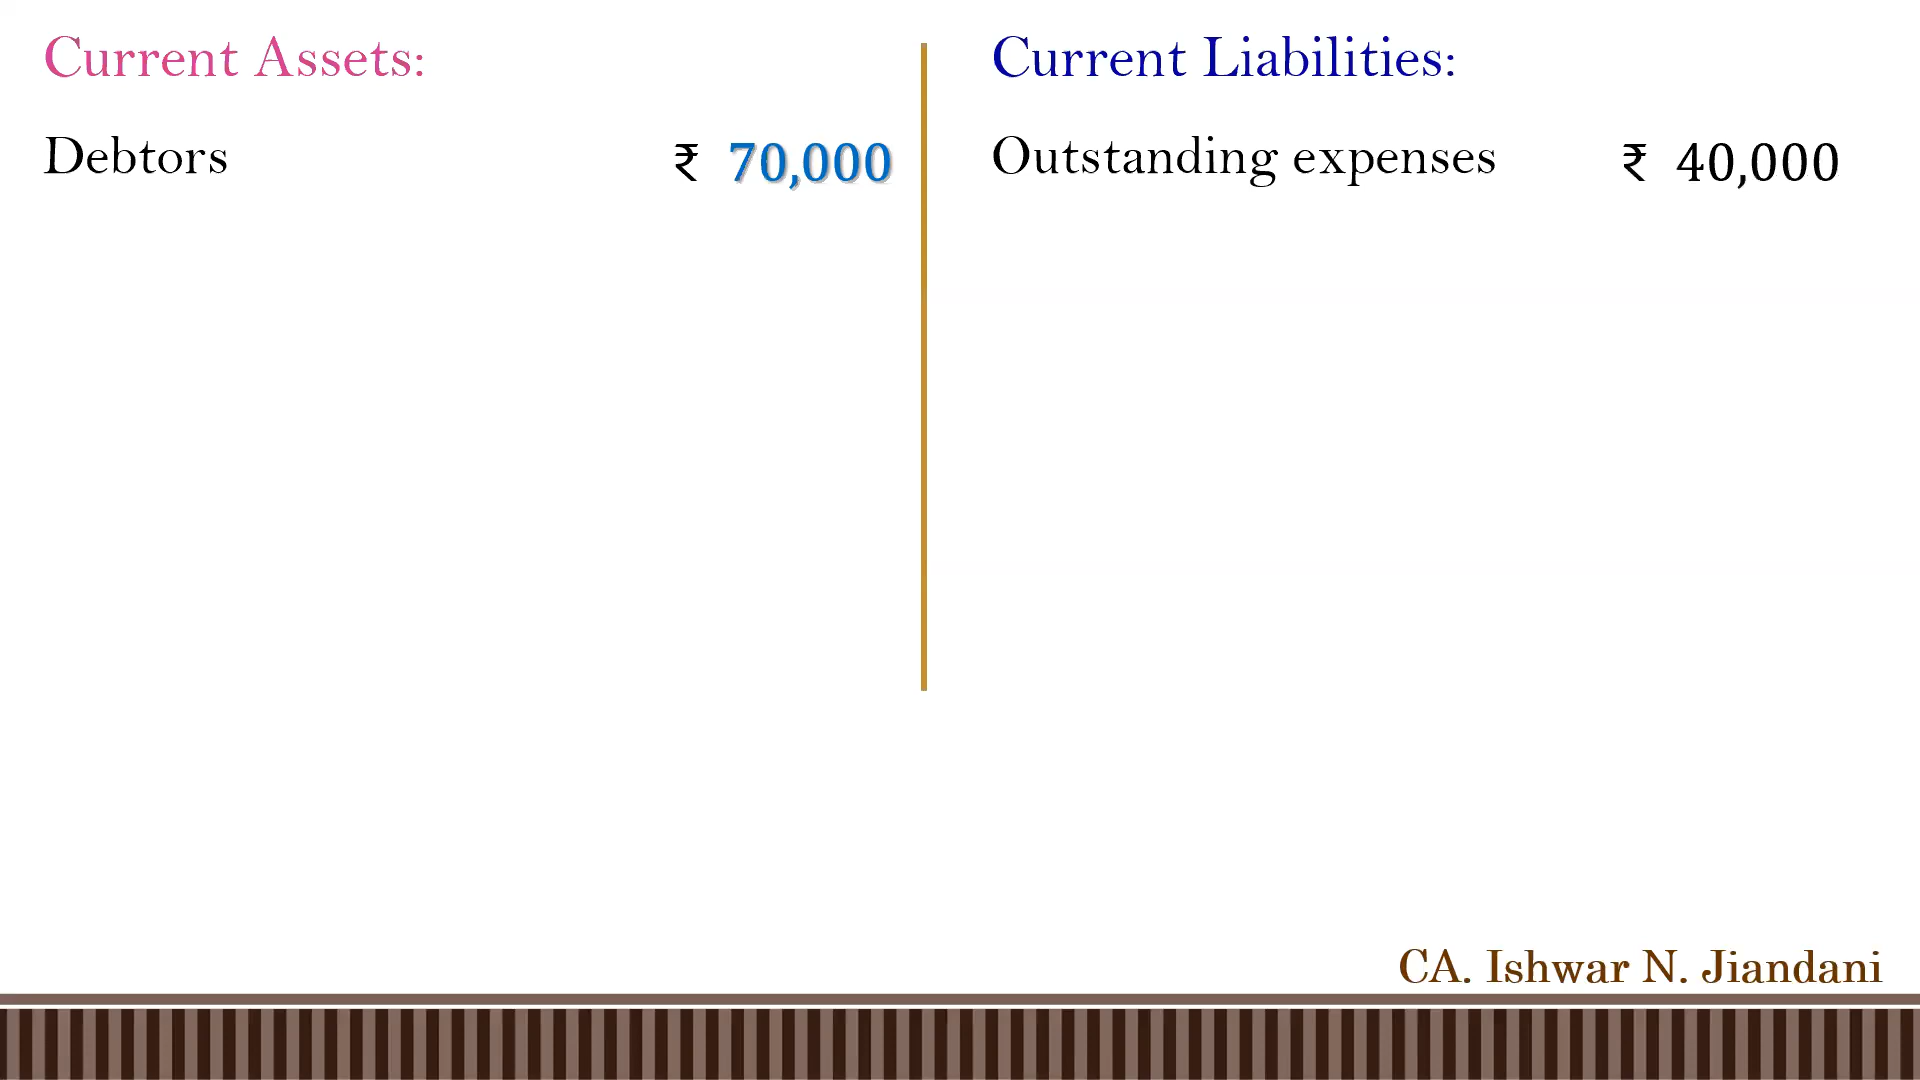 Current Assets:
Debtors ₹ 70,000
Current Liabilities:
Outstanding expenses ₹ 40,000
CA. Ishwar N. Jiandani